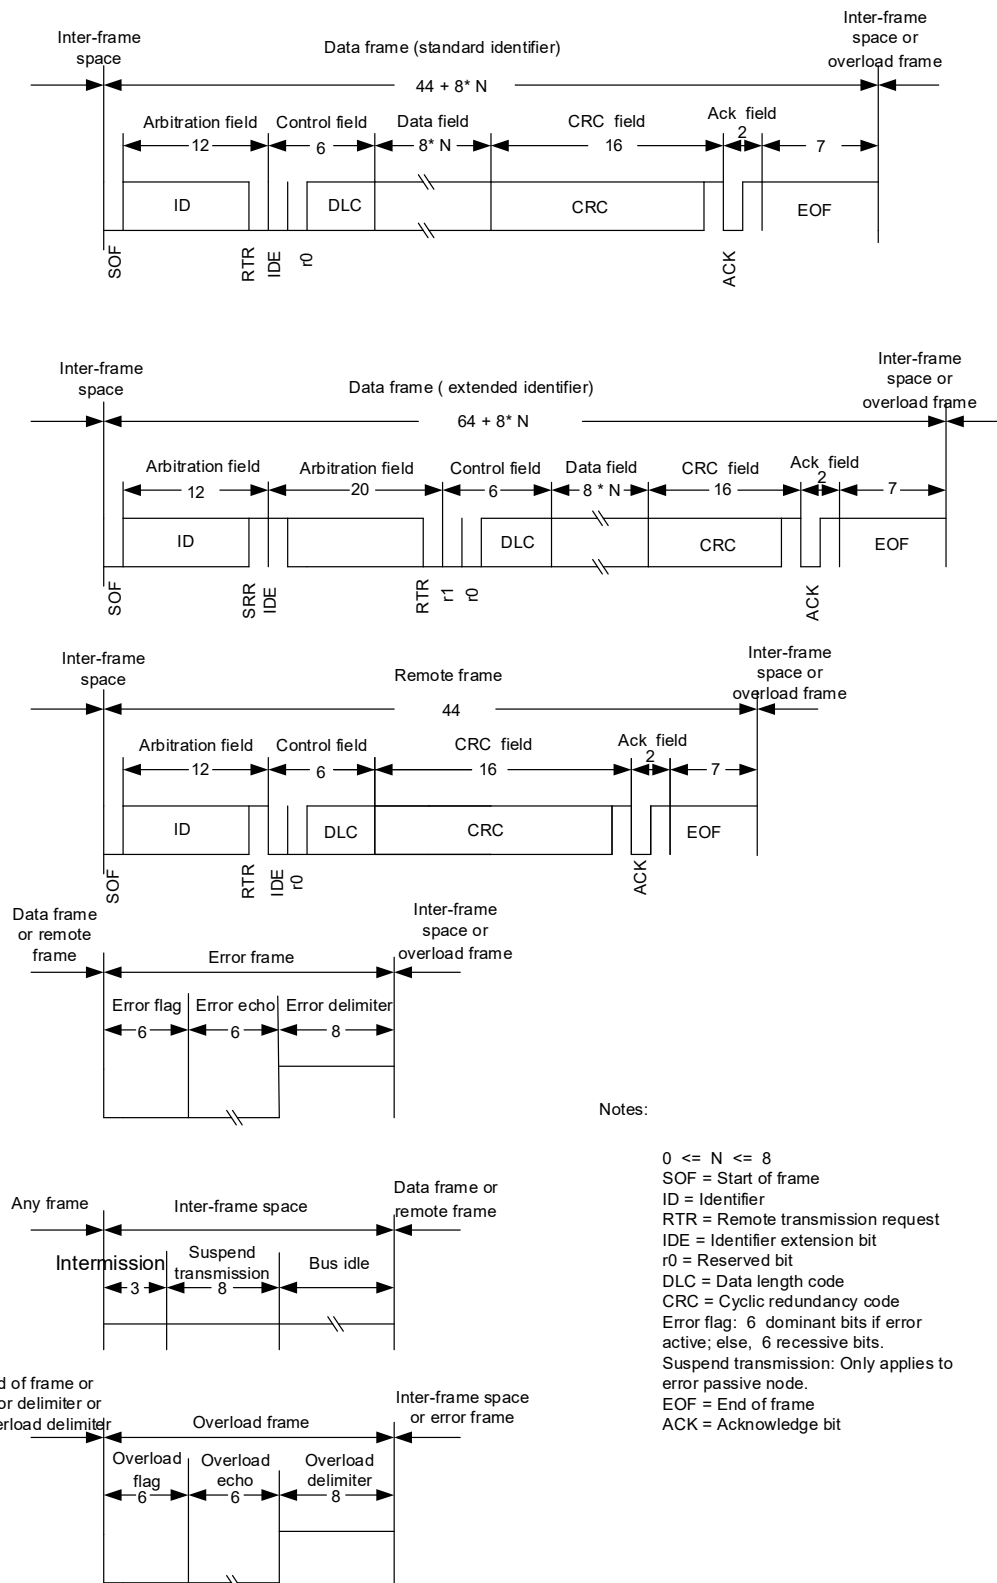 Inter-frame
space
Data frame (standard identifier)
Inter-frame
space or
overload frame
44 + 8* N
Arbitration field
Control field
Data field
CRC field
Ack field
12
6
8* N
16
2
7
ID
DLC
CRC
EOF
SOF
RTR
IDE
r0
ACK
Inter-frame
space
Data frame ( extended identifier)
Inter-frame
space or
overload frame
64 + 8* N
Arbitration field
Arbitration field
Control field
Data field
CRC field
Ack field
12
20
6
8 * N
16
2
7
ID
DLC
CRC
EOF
SOF
SRR
IDE
RTR
r1
r0
ACK
Inter-frame
space
Remote frame
Inter-frame
space or
overload frame
44
Arbitration field
Control field
CRC field
Ack field
12
6
16
2
7
ID
DLC
CRC
EOF
SOF
RTR
IDE
r0
ACK
Data frame
or remote
frame
Error frame
Inter-frame
space or
overload frame
Error flag
Error echo
Error delimiter
6
6
8
Any frame
Inter-frame space
Data frame or
remote frame
Intermission
Suspend
transmission
Bus idle
3
8
d of frame or
or delimiter or
erload delimiter
Overload frame
Inter-frame space
or error frame
Overload
flag
Overload
echo
Overload
delimiter
6
6
8
Notes:
0 <= N <= 8
SOF = Start of frame
ID = Identifier
RTR = Remote transmission request
IDE = Identifier extension bit
r0 = Reserved bit
DLC = Data length code
CRC = Cyclic redundancy code
Error flag: 6 dominant bits if error
active; else, 6 recessive bits.
Suspend transmission: Only applies to
error passive node.
EOF = End of frame
ACK = Acknowledge bit